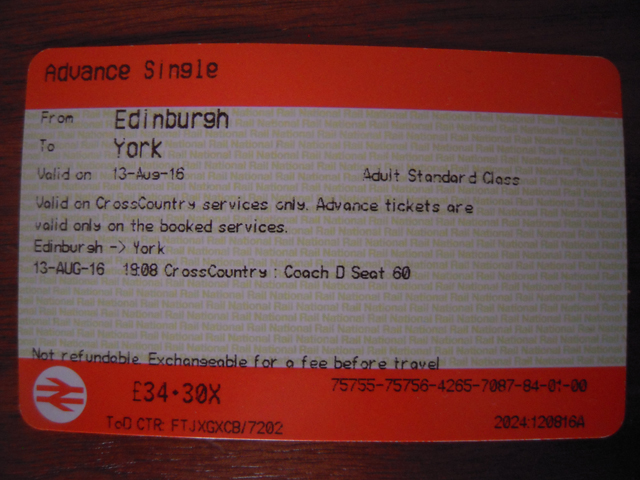 Advance Single
From Edinburgh
To York
Valid on 13-Aug-16 Adult Standard Class
Valid on CrossCountry services only. Advance tickets are
valid only on the booked services.
Edinburgh -> York
13-AUG-16 19:08 CrossCountry : Coach D Seat 60
Not refundable Exchangeable for a fee before travel
£34·30X 75755-75756-4265-7087-84-01-00
ToD CTR: FTJXGXCB/7202 2024:120816A